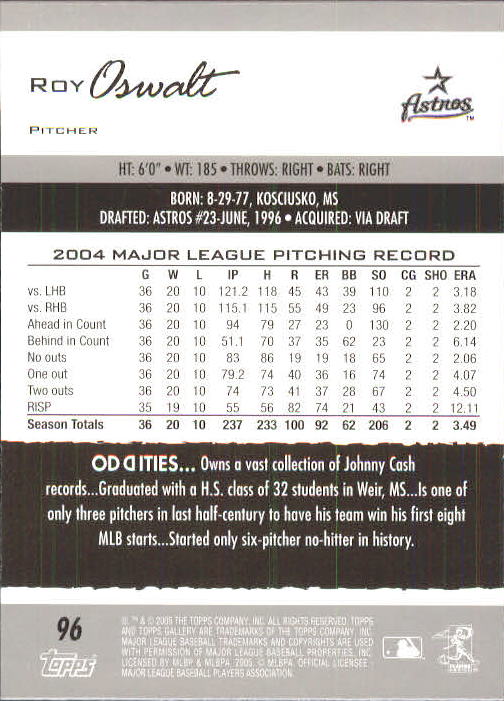 ROY Oswalt
Astros
TM
PITCHER
HT: 6'0" • WT: 185 • THROWS: RIGHT • BATS: RIGHT
BORN: 8-29-77, KOSCIUSKO, MS
DRAFTED: ASTROS #23-JUNE, 1996 • ACQUIRED: VIA DRAFT
2004 MAJOR LEAGUE PITCHING RECORD
G W L IP H R ER BB SO CG SHO ERA
vs. LHB 36 20 10 121.2 118 45 43 39 110 2 2 3.18
vs. RHB 36 20 10 115.1 115 55 49 23 96 2 2 3.82
Ahead in Count 36 20 10 94 79 27 23 0 130 2 2 2.20
Behind in Count 36 20 10 51.1 70 37 35 62 23 2 2 6.14
No outs 36 20 10 83 86 19 19 18 65 2 2 2.06
One out 36 20 10 79.2 74 40 36 16 74 2 2 4.07
Two outs 36 20 10 74 73 41 37 28 67 2 2 4.50
RISP 35 19 10 55 56 82 74 21 43 2 2 12.11
Season Totals 36 20 10 237 233 100 92 62 206 2 2 3.49
ODDITIES... Owns a vast collection of Johnny Cash
records...Graduated with a H.S. class of 32 students in Weir, MS...Is one of
only three pitchers in last half-century to have his team win his first eight
MLB starts...Started only six-pitcher no-hitter in history.
96
topps
®, ™ & © 2005 THE TOPPS COMPANY, INC. ALL RIGHTS RESERVED. TOPPS
AND TOPPS GALLERY ARE TRADEMARKS OF THE TOPPS COMPANY, INC.
MAJOR LEAGUE BASEBALL TRADEMARKS AND COPYRIGHTS ARE USED
WITH PERMISSION OF MAJOR LEAGUE BASEBALL PROPERTIES, INC.
LICENSED BY MLBP & MLBPA, 2005. © MLBPA. OFFICIAL LICENSEE -
MAJOR LEAGUE BASEBALL PLAYERS ASSOCIATION.